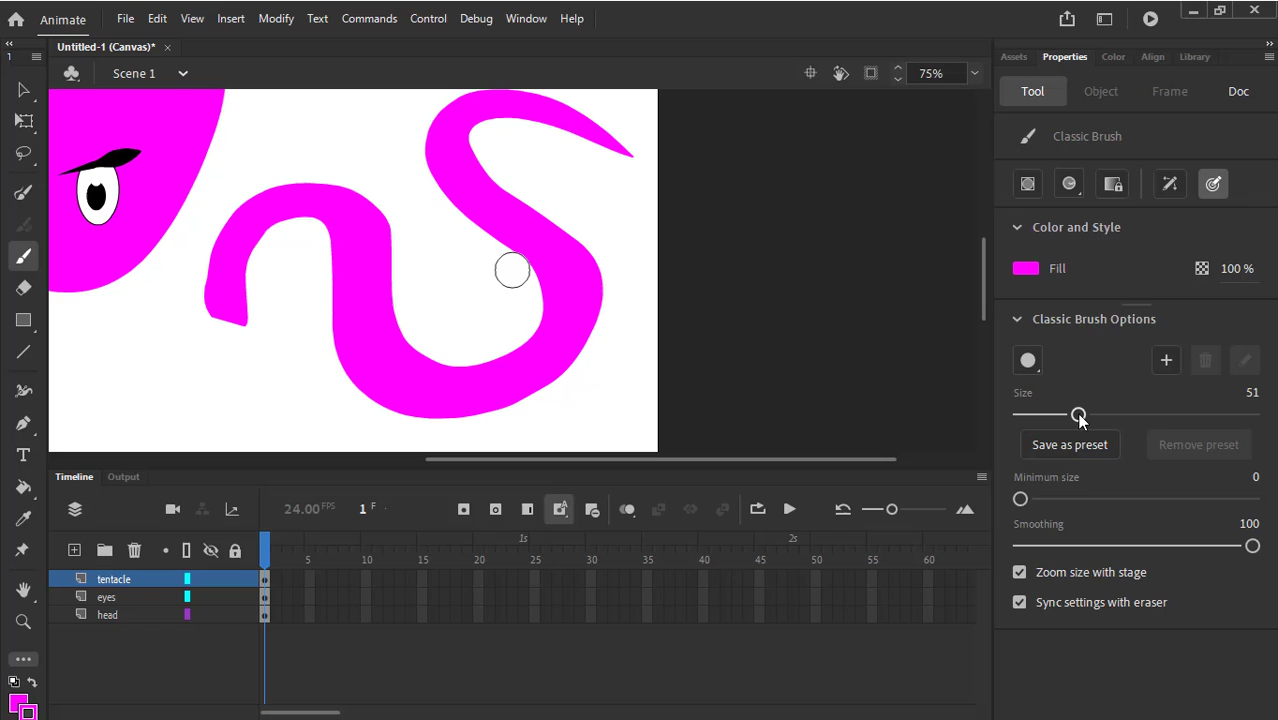 Animate File Edit View Insert Modify Text Commands Control Debug Window Help
Untitled-1 (Canvas)*
Scene 1 75%
1
Assets Properties Color Align Library
Tool Object Frame Doc
Classic Brush
Color and Style
Fill 100 %
Classic Brush Options
Size 51
Save as preset Remove preset
Minimum size 0
Smoothing 100
Zoom size with stage
Sync settings with eraser
Timeline Output
24.00 FPS 1 F
1s 2s
5 10 15 20 25 30 35 40 45 50 55 60
tentacle
eyes
head